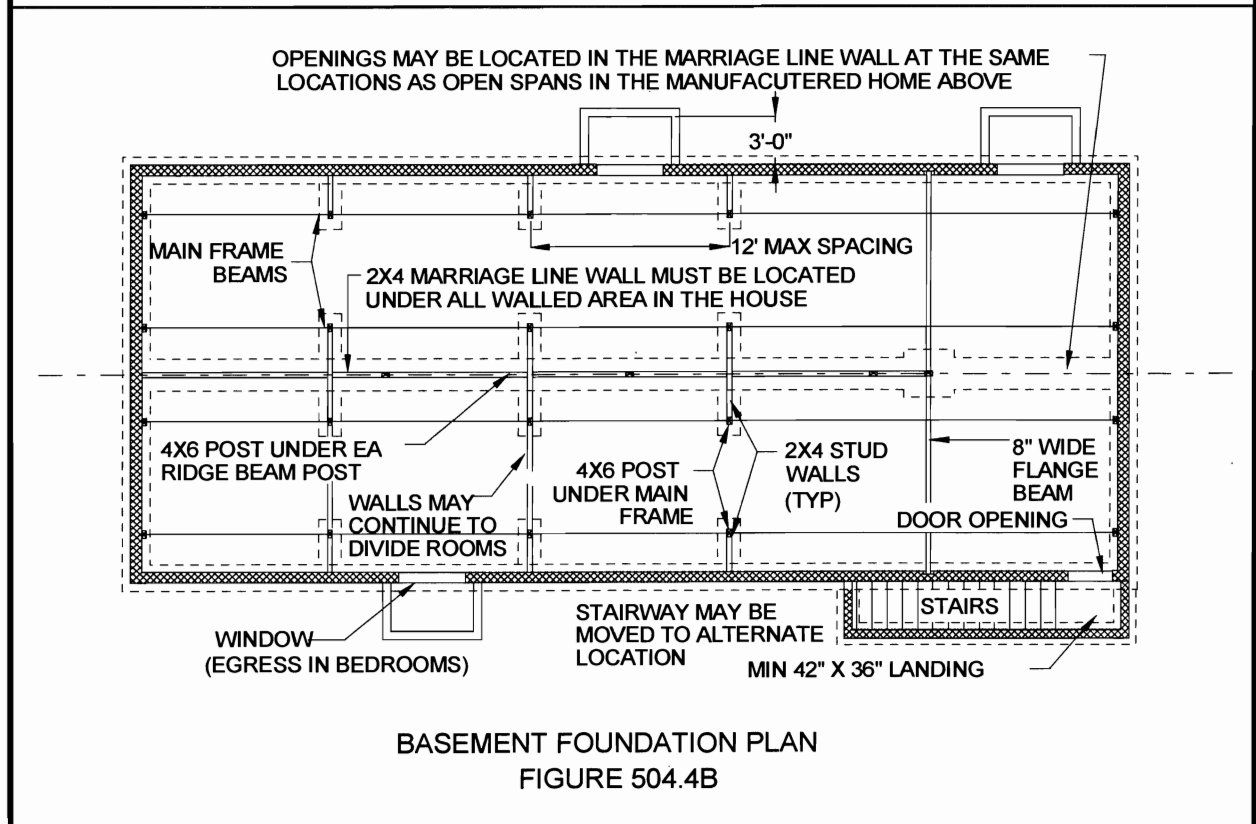 OPENINGS MAY BE LOCATED IN THE MARRIAGE LINE WALL AT THE SAME
LOCATIONS AS OPEN SPANS IN THE MANUFACUTERED HOME ABOVE
3'-0"
MAIN FRAME
BEAMS
12' MAX SPACING
2X4 MARRIAGE LINE WALL MUST BE LOCATED
UNDER ALL WALLED AREA IN THE HOUSE
4X6 POST UNDER EA
RIDGE BEAM POST
WALLS MAY
CONTINUE TO
DIVIDE ROOMS
4X6 POST
UNDER MAIN
FRAME
2X4 STUD
WALLS
(TYP)
8" WIDE
FLANGE
BEAM
DOOR OPENING
STAIRS
WINDOW
(EGRESS IN BEDROOMS)
STAIRWAY MAY BE
MOVED TO ALTERNATE
LOCATION
MIN 42" X 36" LANDING
BASEMENT FOUNDATION PLAN
FIGURE 504.4B